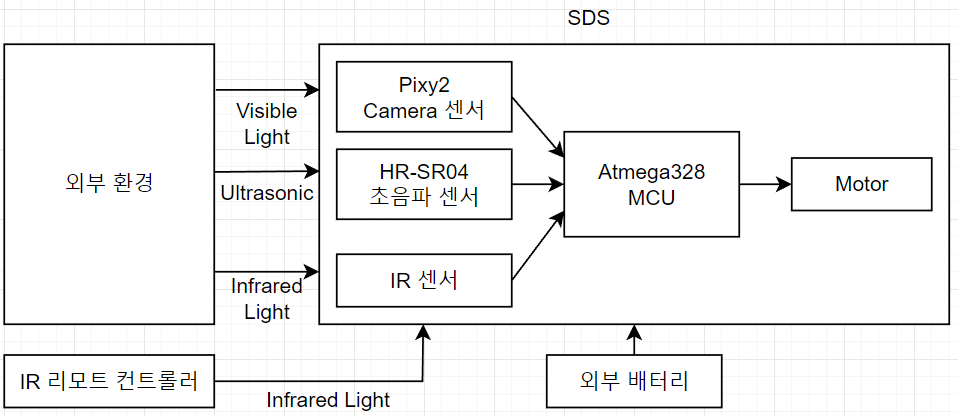 SDS
외부 환경
Visible
Light
Ultrasonic
Infrared
Light
Pixy2
Camera 센서
HR-SR04
초음파 센서
IR 센서
Atmega328
MCU
Motor
IR 리모트 컨트롤러
Infrared Light
외부 배터리